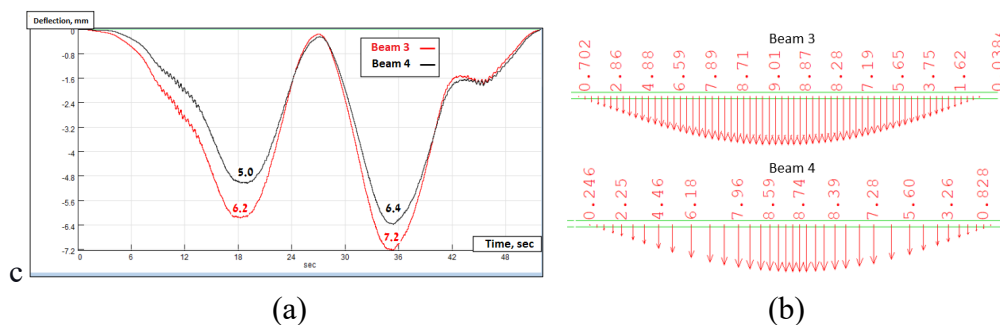 Deflection, mm
-0
-0.8
-1.6
-2.4
-3.2
-4
-4.8
-5.6
-6.4
-7.2
Beam 3
Beam 4
5.0
6.2
6.4
7.2
Time, sec
0 6 12 18 24 30 36 42 48
sec
c
(a)
Beam 3
0.702 2.86 4.88 6.59 7.89 8.71 9.01 8.87 8.28 7.19 5.65 3.75 1.62 0.0384
Beam 4
0.246 2.25 4.46 6.18 7.96 8.59 8.74 8.39 7.28 5.60 3.26 0.828
(b)